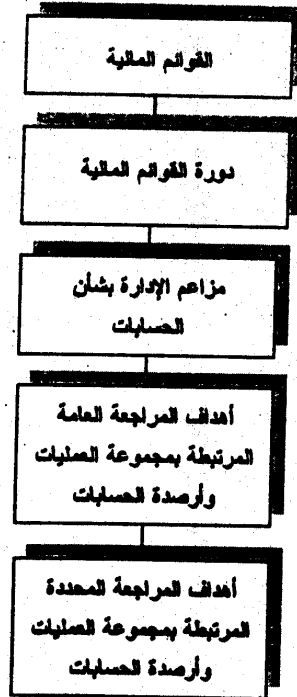 القوائم المالية
دورة القوائم المالية
مزاعم الإدارة بشأن
الحسابات
أهداف المراجعة العامة
المرتبطة بمجموعة العمليات
وأرصدة الحسابات
أهداف المراجعة المحددة
المرتبطة بمجموعة العمليات
وأرصدة الحسابات